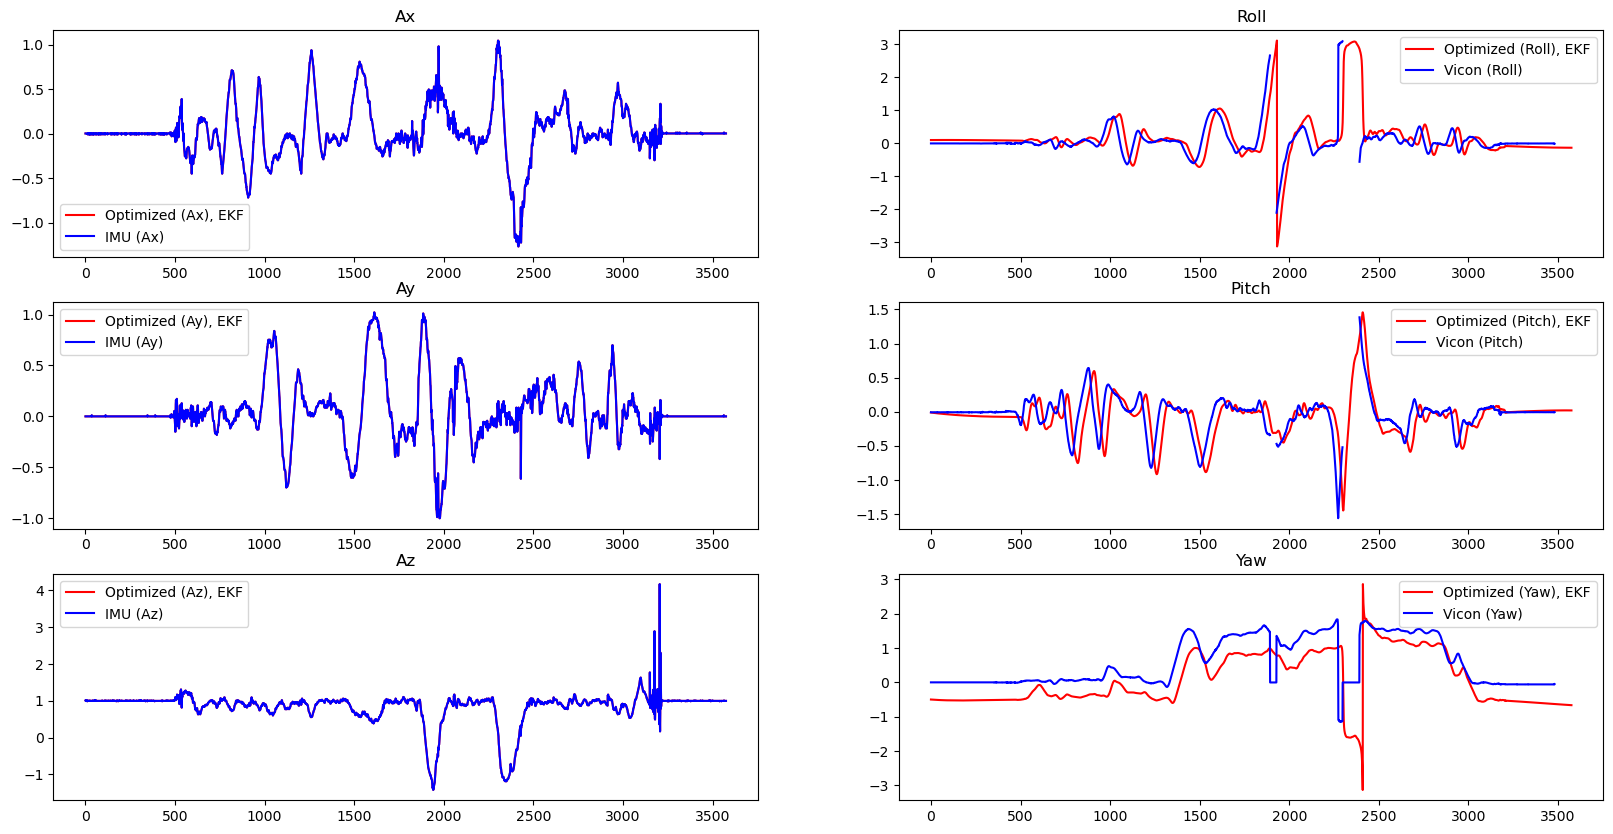 Ax
1.0
0.5
0.0
−0.5
−1.0
Optimized (Ax), EKF
IMU (Ax)
0 500 1000 1500 2000 2500 3000 3500
Roll
3
2
1
0
−1
−2
−3
Optimized (Roll), EKF
Vicon (Roll)
0 500 1000 1500 2000 2500 3000 3500
Ay
1.0
0.5
0.0
−0.5
−1.0
Optimized (Ay), EKF
IMU (Ay)
0 500 1000 1500 2000 2500 3000 3500
Pitch
1.5
1.0
0.5
0.0
−0.5
−1.0
−1.5
Optimized (Pitch), EKF
Vicon (Pitch)
0 500 1000 1500 2000 2500 3000 3500
Az
4
3
2
1
0
−1
Optimized (Az), EKF
IMU (Az)
0 500 1000 1500 2000 2500 3000 3500
Yaw
3
2
1
0
−1
−2
−3
Optimized (Yaw), EKF
Vicon (Yaw)
0 500 1000 1500 2000 2500 3000 3500